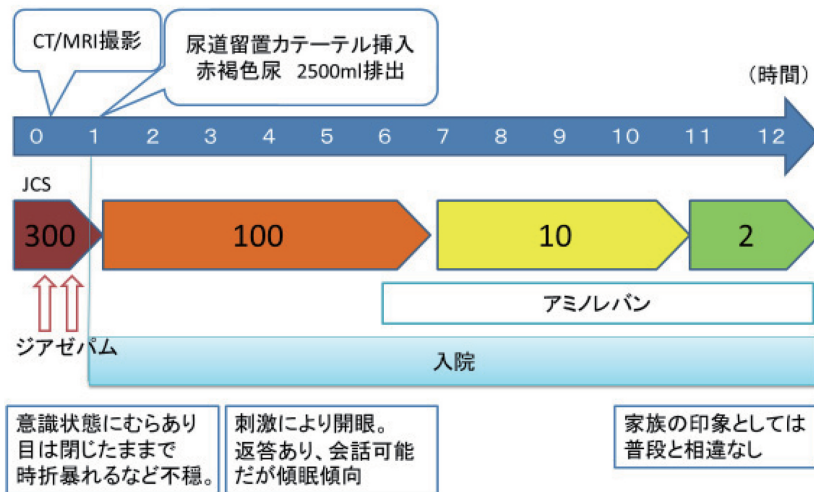 CT/MRI撮影
尿道留置カテーテル挿入
赤褐色尿 2500ml排出
(時間)
0 1 2 3 4 5 6 7 8 9 10 11 12
JCS
300 100 10 2
アミノレバン
ジアゼパム
入院
意識状態にむらあり
目は閉じたままで
時折暴れるなど不穏。
刺激により開眼。
返答あり、会話可能
だが傾眠傾向
家族の印象としては
普段と相違なし